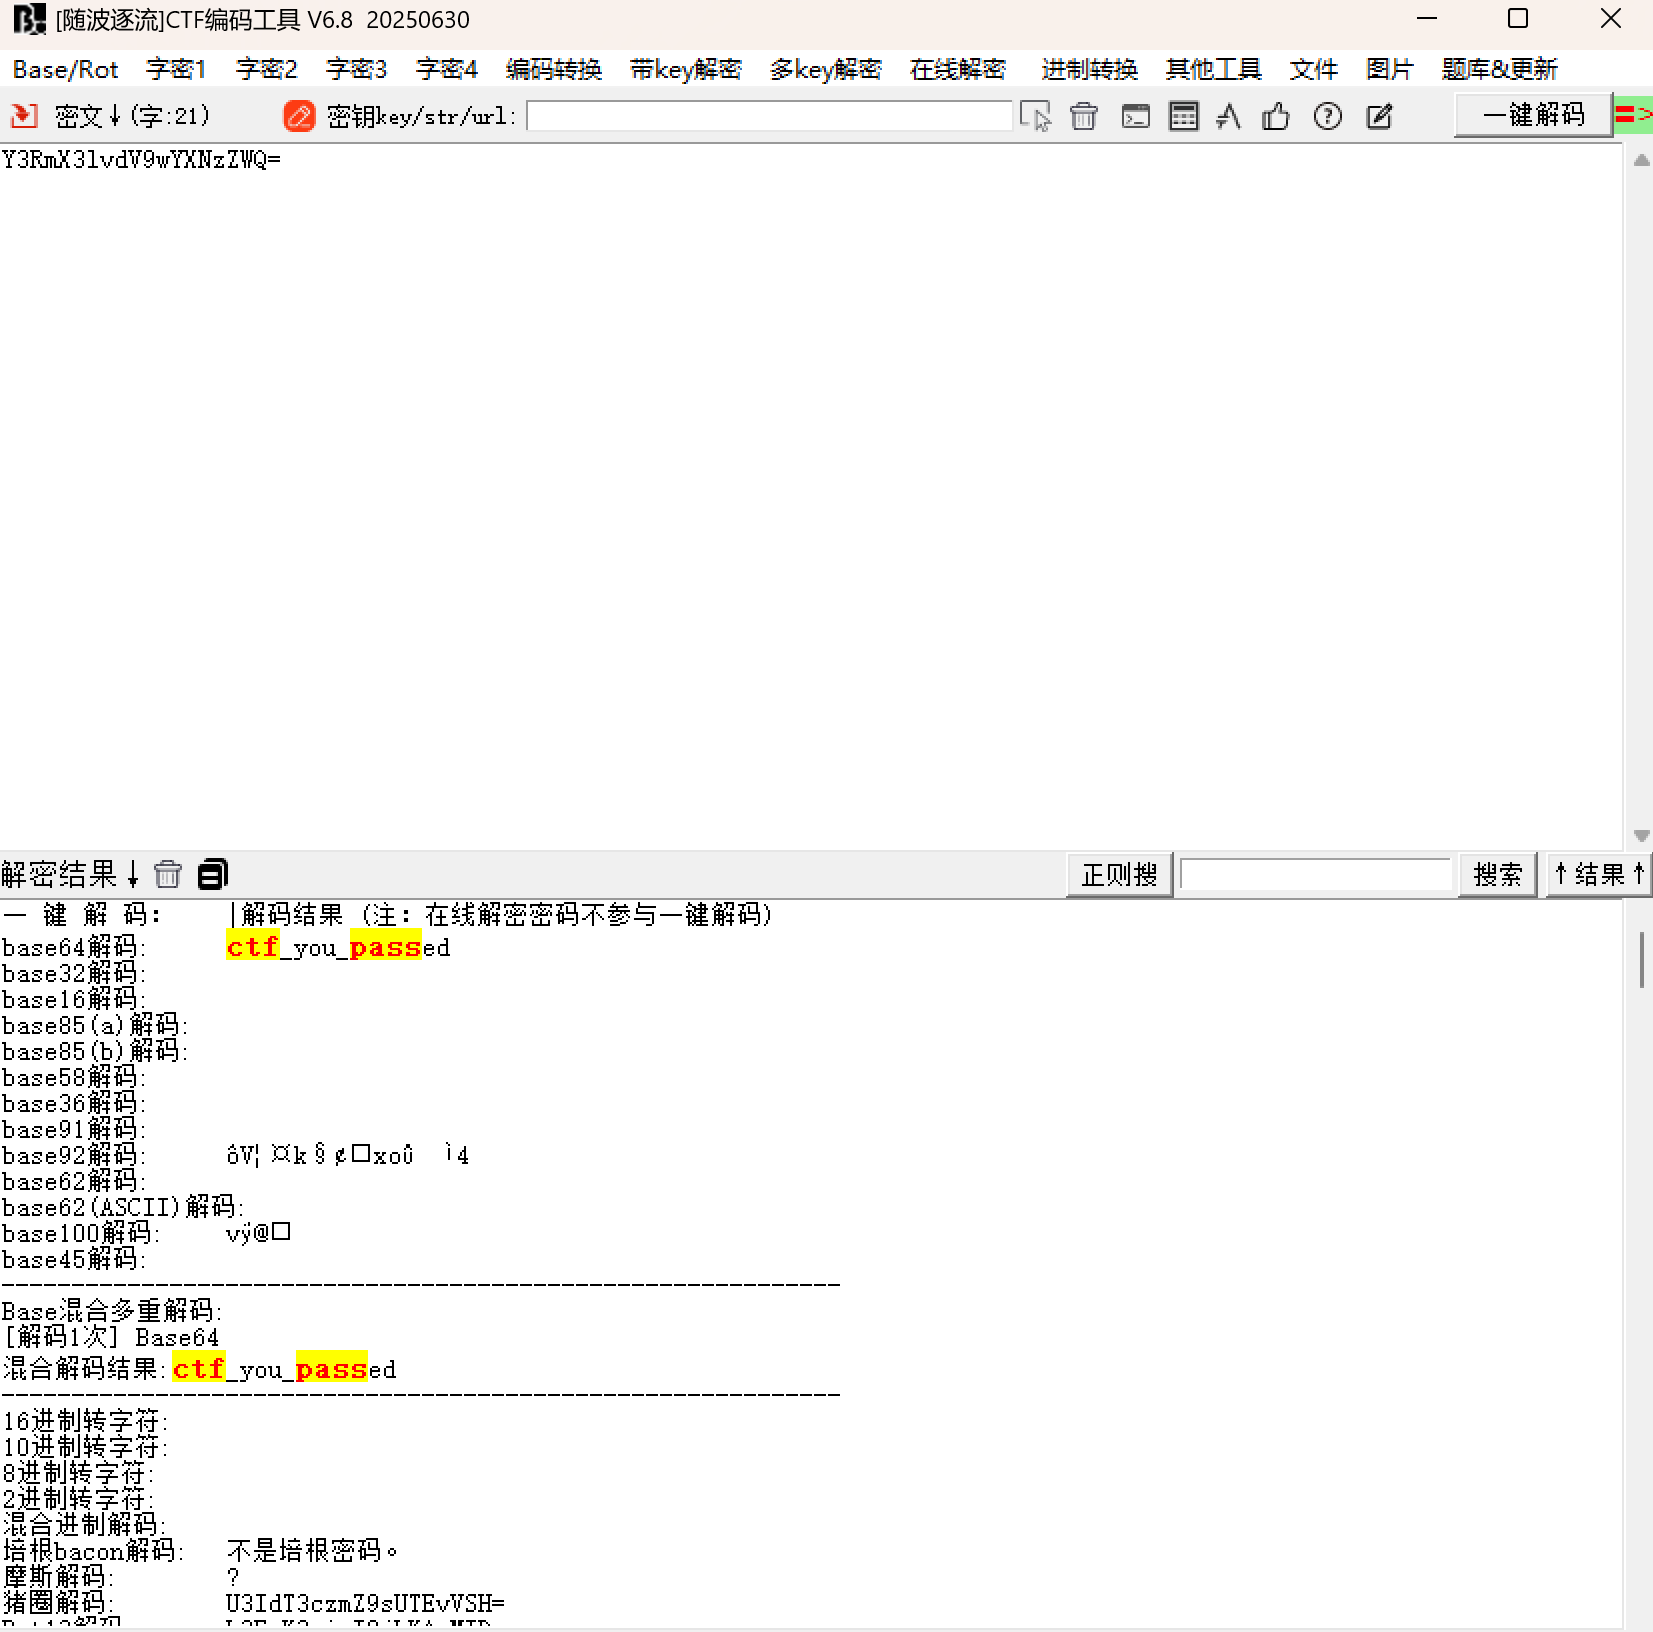 [随波逐流]CTF编码工具 V6.8  20250630
Base/Rot 字密1 字密2 字密3 字密4 编码转换 带key解密 多key解密 在线解密 进制转换 其他工具 文件 图片 题库&更新
密文↓(字:21) 密钥key/str/url: 一键解码 =>
Y3RmX3lvdV9wYXNzZWQ=
解密结果↓ 正则搜 搜索 ↑结果↑
一 键 解 码: |解码结果 (注: 在线解密密码不参与一键解码)
base64解码: ctf_you_passed
base32解码:
base16解码:
base85(a)解码:
base85(b)解码:
base58解码:
base36解码:
base91解码:
base92解码: ôV¦¤k§¢□xoû ì4
base62解码:
base62(ASCII)解码:
base100解码: vÿ@□
base45解码:
------------------------------------------------------------
Base混合多重解码:
[解码1次] Base64
混合解码结果:ctf_you_passed
------------------------------------------------------------
16进制转字符:
10进制转字符:
8进制转字符:
2进制转字符:
混合进制解码:
培根bacon解码: 不是培根密码。
摩斯解码: ?
猪圈解码: U3IdT3czmZ9sUTEvVSH=